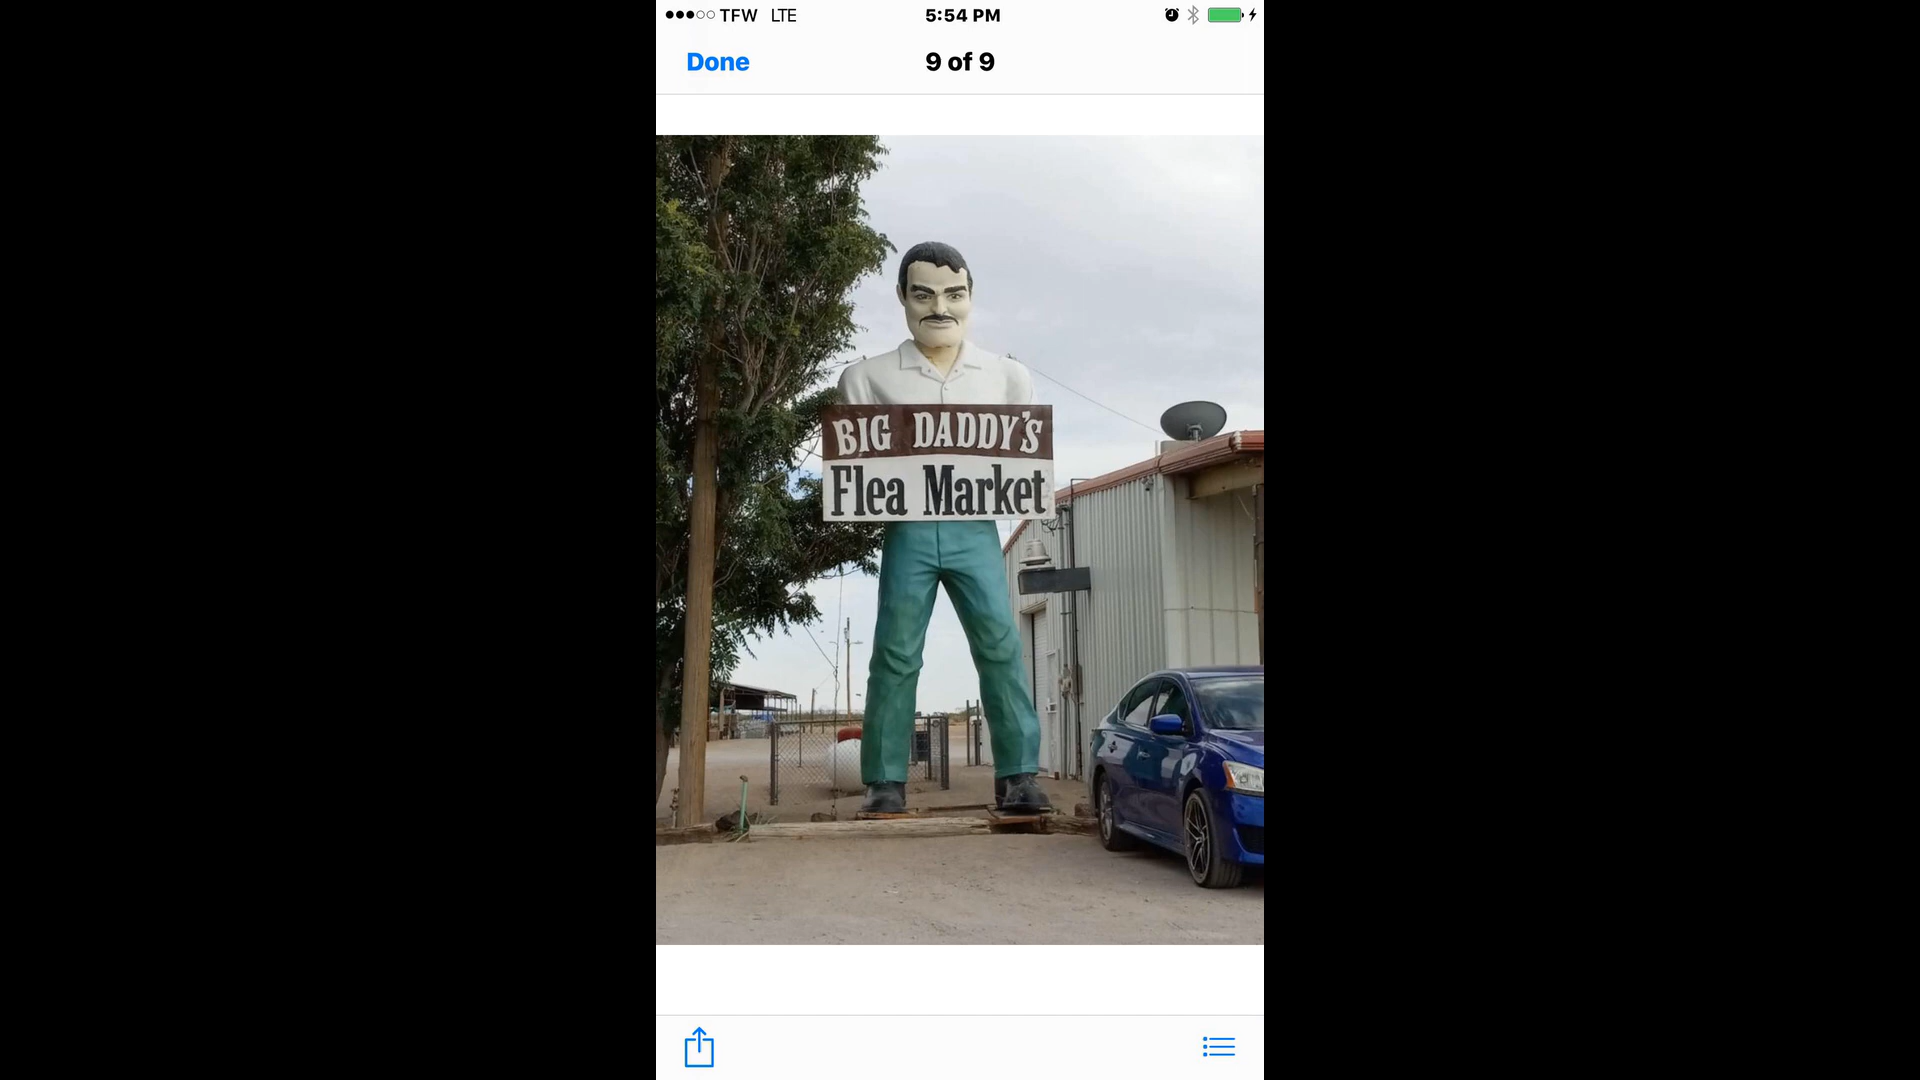 TFW LTE 5:54 PM
Done 9 of 9
BIG DADDY'S
Flea Market